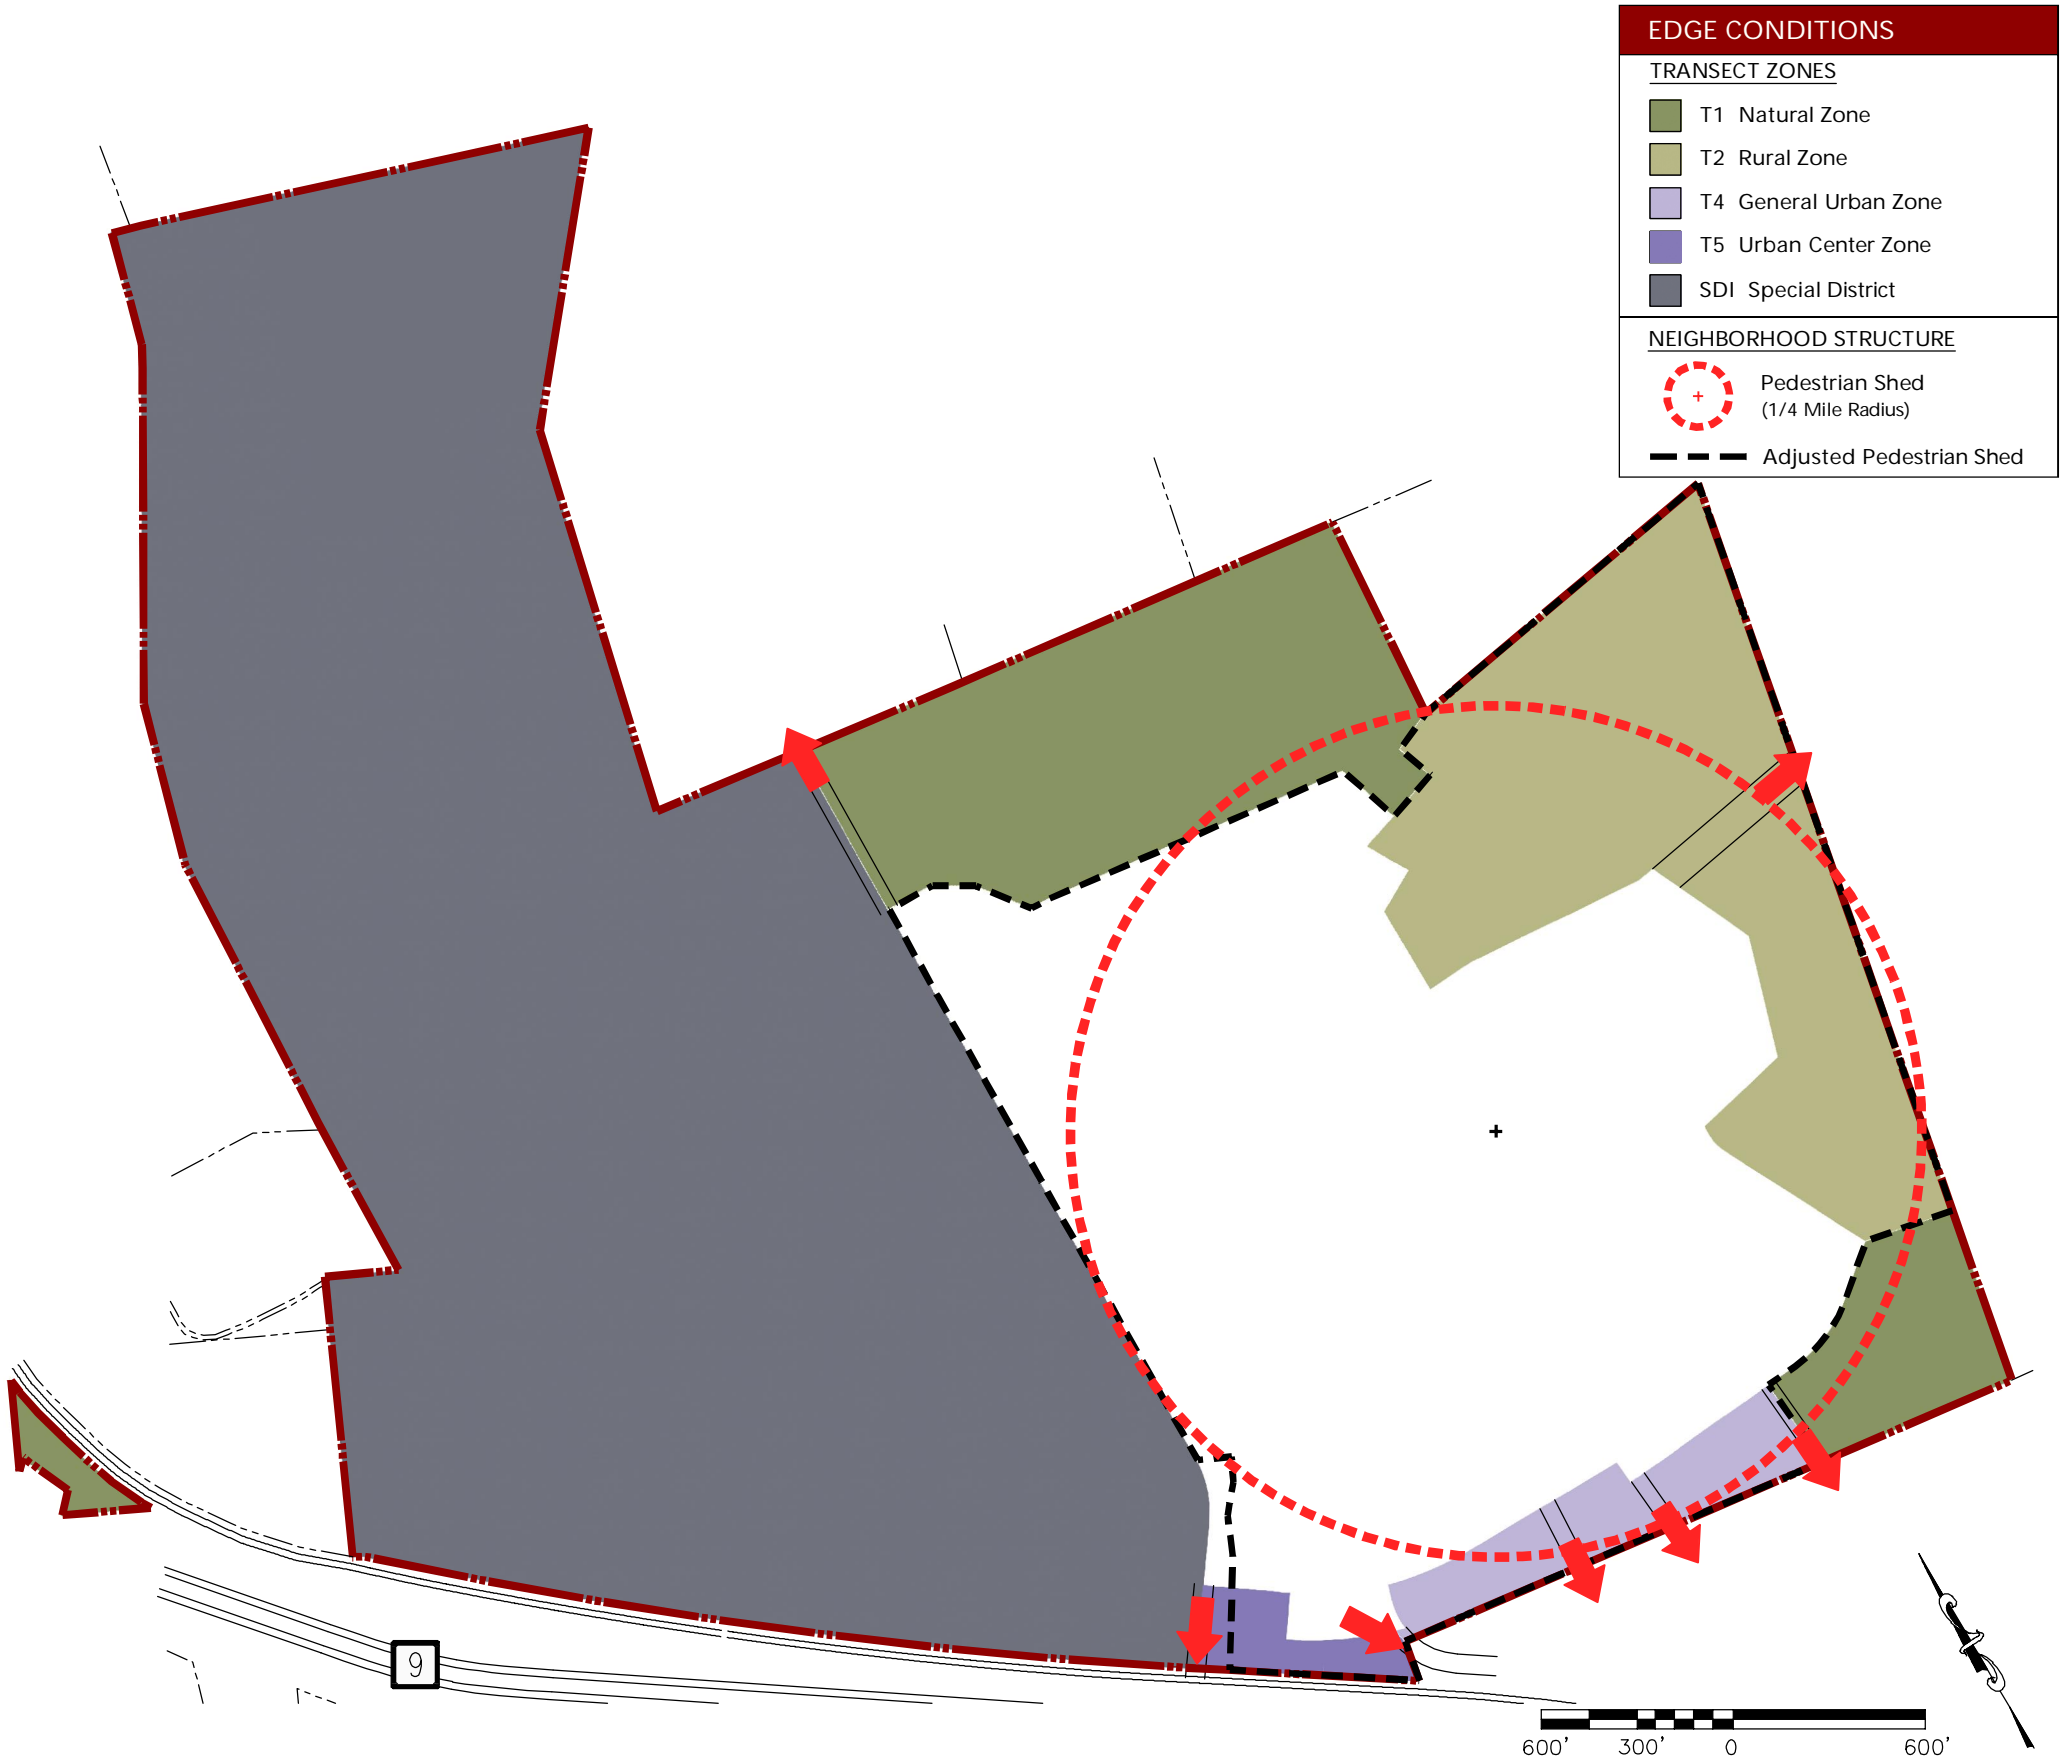 EDGE CONDITIONS
TRANSECT ZONES
T1 Natural Zone
T2 Rural Zone
T4 General Urban Zone
T5 Urban Center Zone
SDI Special District
NEIGHBORHOOD STRUCTURE
Pedestrian Shed
(1/4 Mile Radius)
Adjusted Pedestrian Shed
9
600' 300' 0 600'